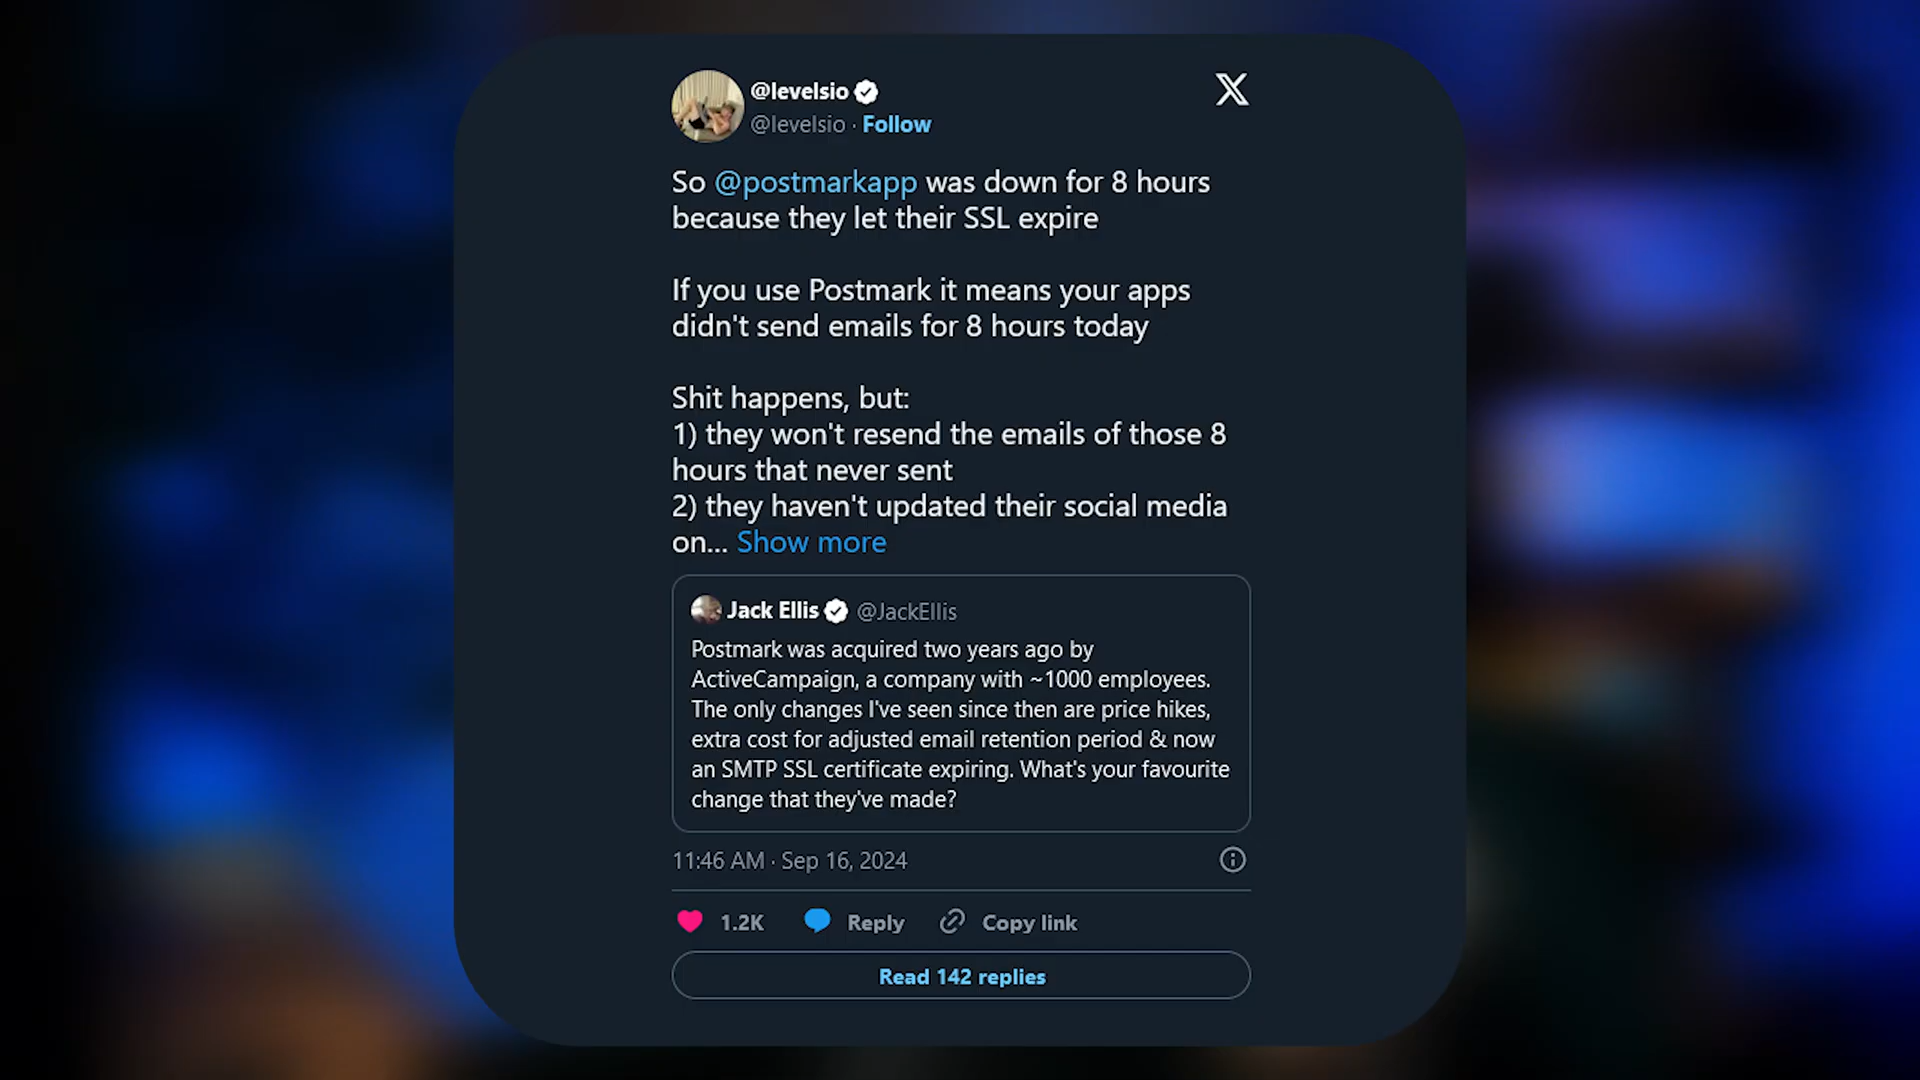 @levelsio
@levelsio · Follow
So @postmarkapp was down for 8 hours
because they let their SSL expire
If you use Postmark it means your apps
didn't send emails for 8 hours today
Shit happens, but:
1) they won't resend the emails of those 8
hours that never sent
2) they haven't updated their social media
on... Show more
Jack Ellis @JackEllis
Postmark was acquired two years ago by
ActiveCampaign, a company with ~1000 employees.
The only changes I've seen since then are price hikes,
extra cost for adjusted email retention period & now
an SMTP SSL certificate expiring. What's your favourite
change that they've made?
11:46 AM · Sep 16, 2024
1.2K Reply Copy link
Read 142 replies